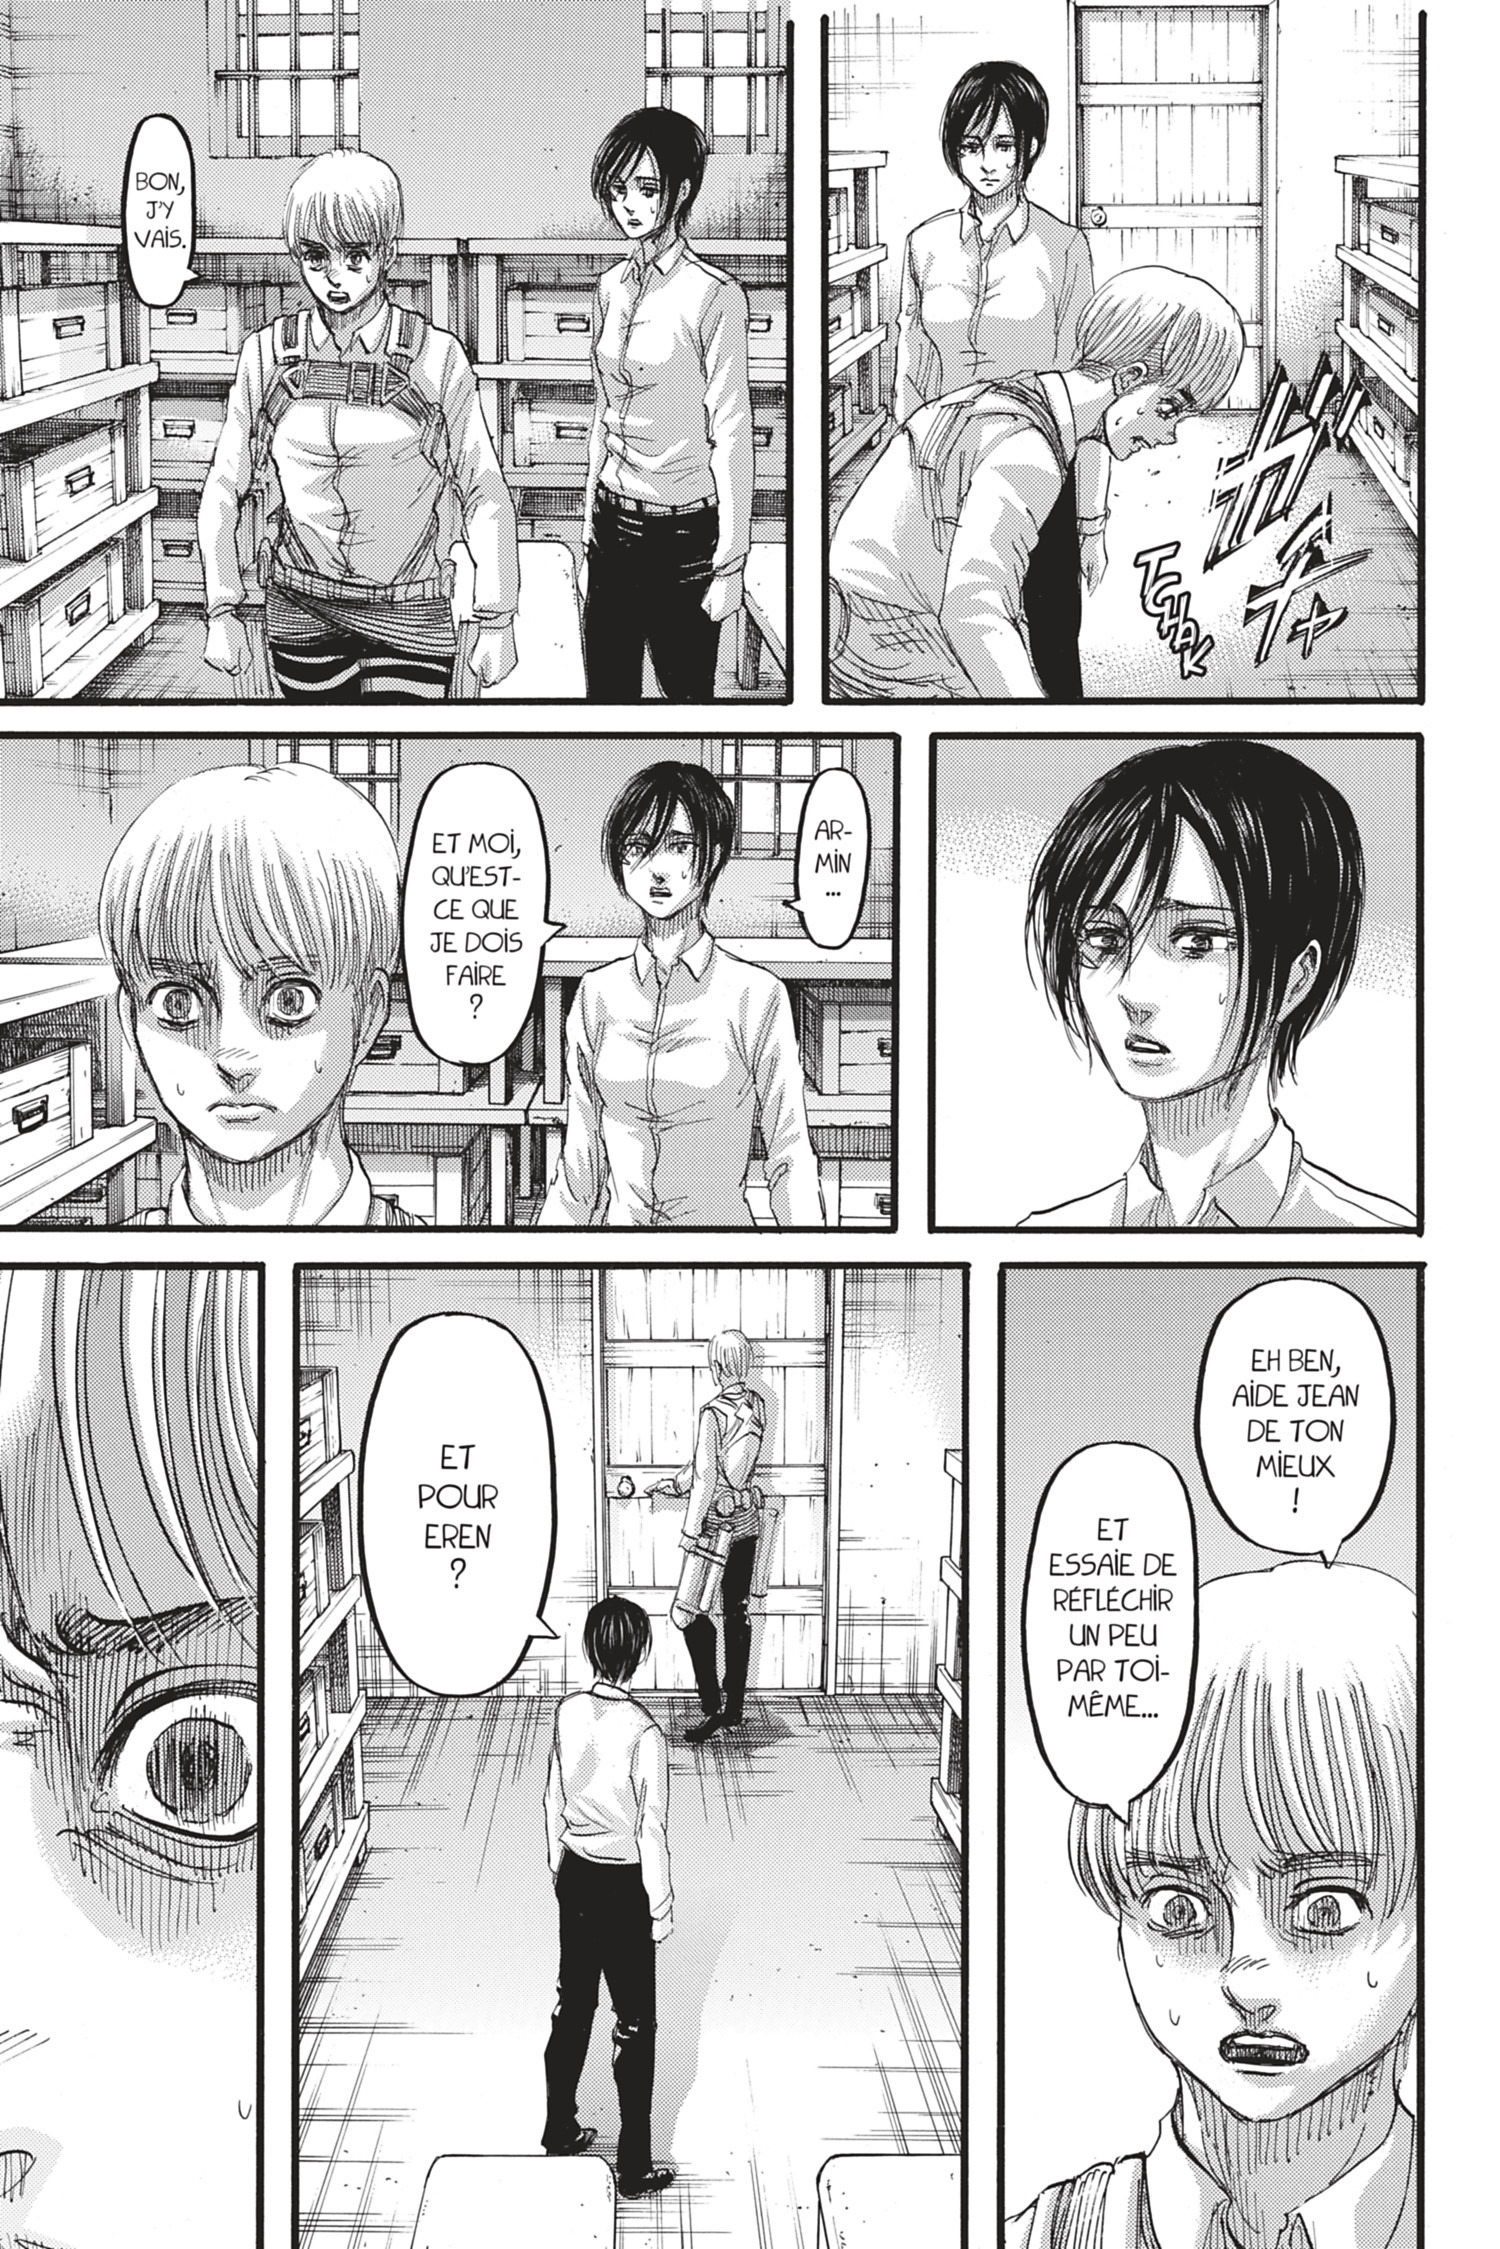 ガ
チャ
TCHAK
BON,
J'Y
VAIS.
AR-
MIN
...
ET MOI,
QU'EST-
CE QUE
JE DOIS
FAIRE
?
EH BEN,
AIDE JEAN
DE TON
MIEUX
!
ET
ESSAIE DE
RÉFLÉCHIR
UN PEU
PAR TOI-
MÊME...
ET
POUR
EREN
?